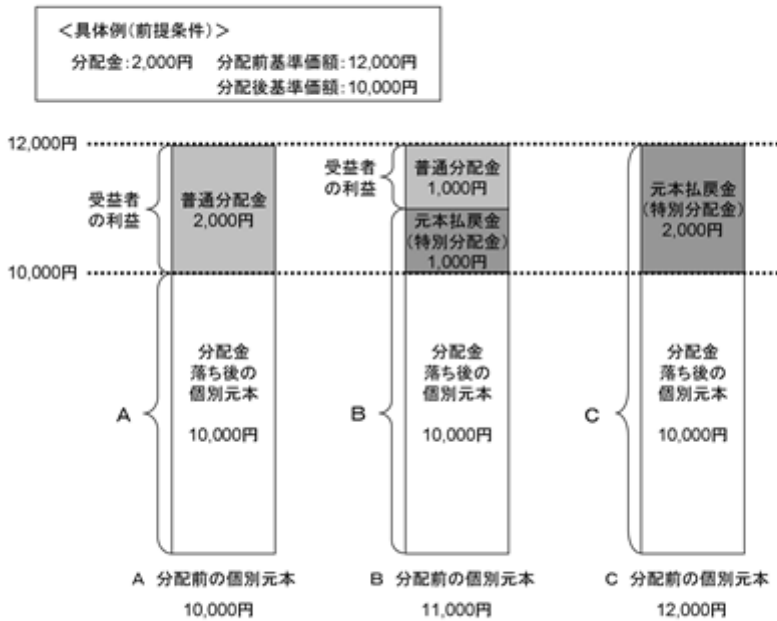 ＜具体例(前提条件)＞
分配金:2,000円　分配前基準価額:12,000円
分配後基準価額:10,000円
12,000円
受益者
の利益
普通分配金
2,000円
受益者
の利益
普通分配金
1,000円
元本払戻金
(特別分配金)
1,000円
元本払戻金
(特別分配金)
2,000円
10,000円
A
分配金
落ち後の
個別元本
10,000円
B
分配金
落ち後の
個別元本
10,000円
C
分配金
落ち後の
個別元本
10,000円
A 分配前の個別元本
10,000円
B 分配前の個別元本
11,000円
C 分配前の個別元本
12,000円